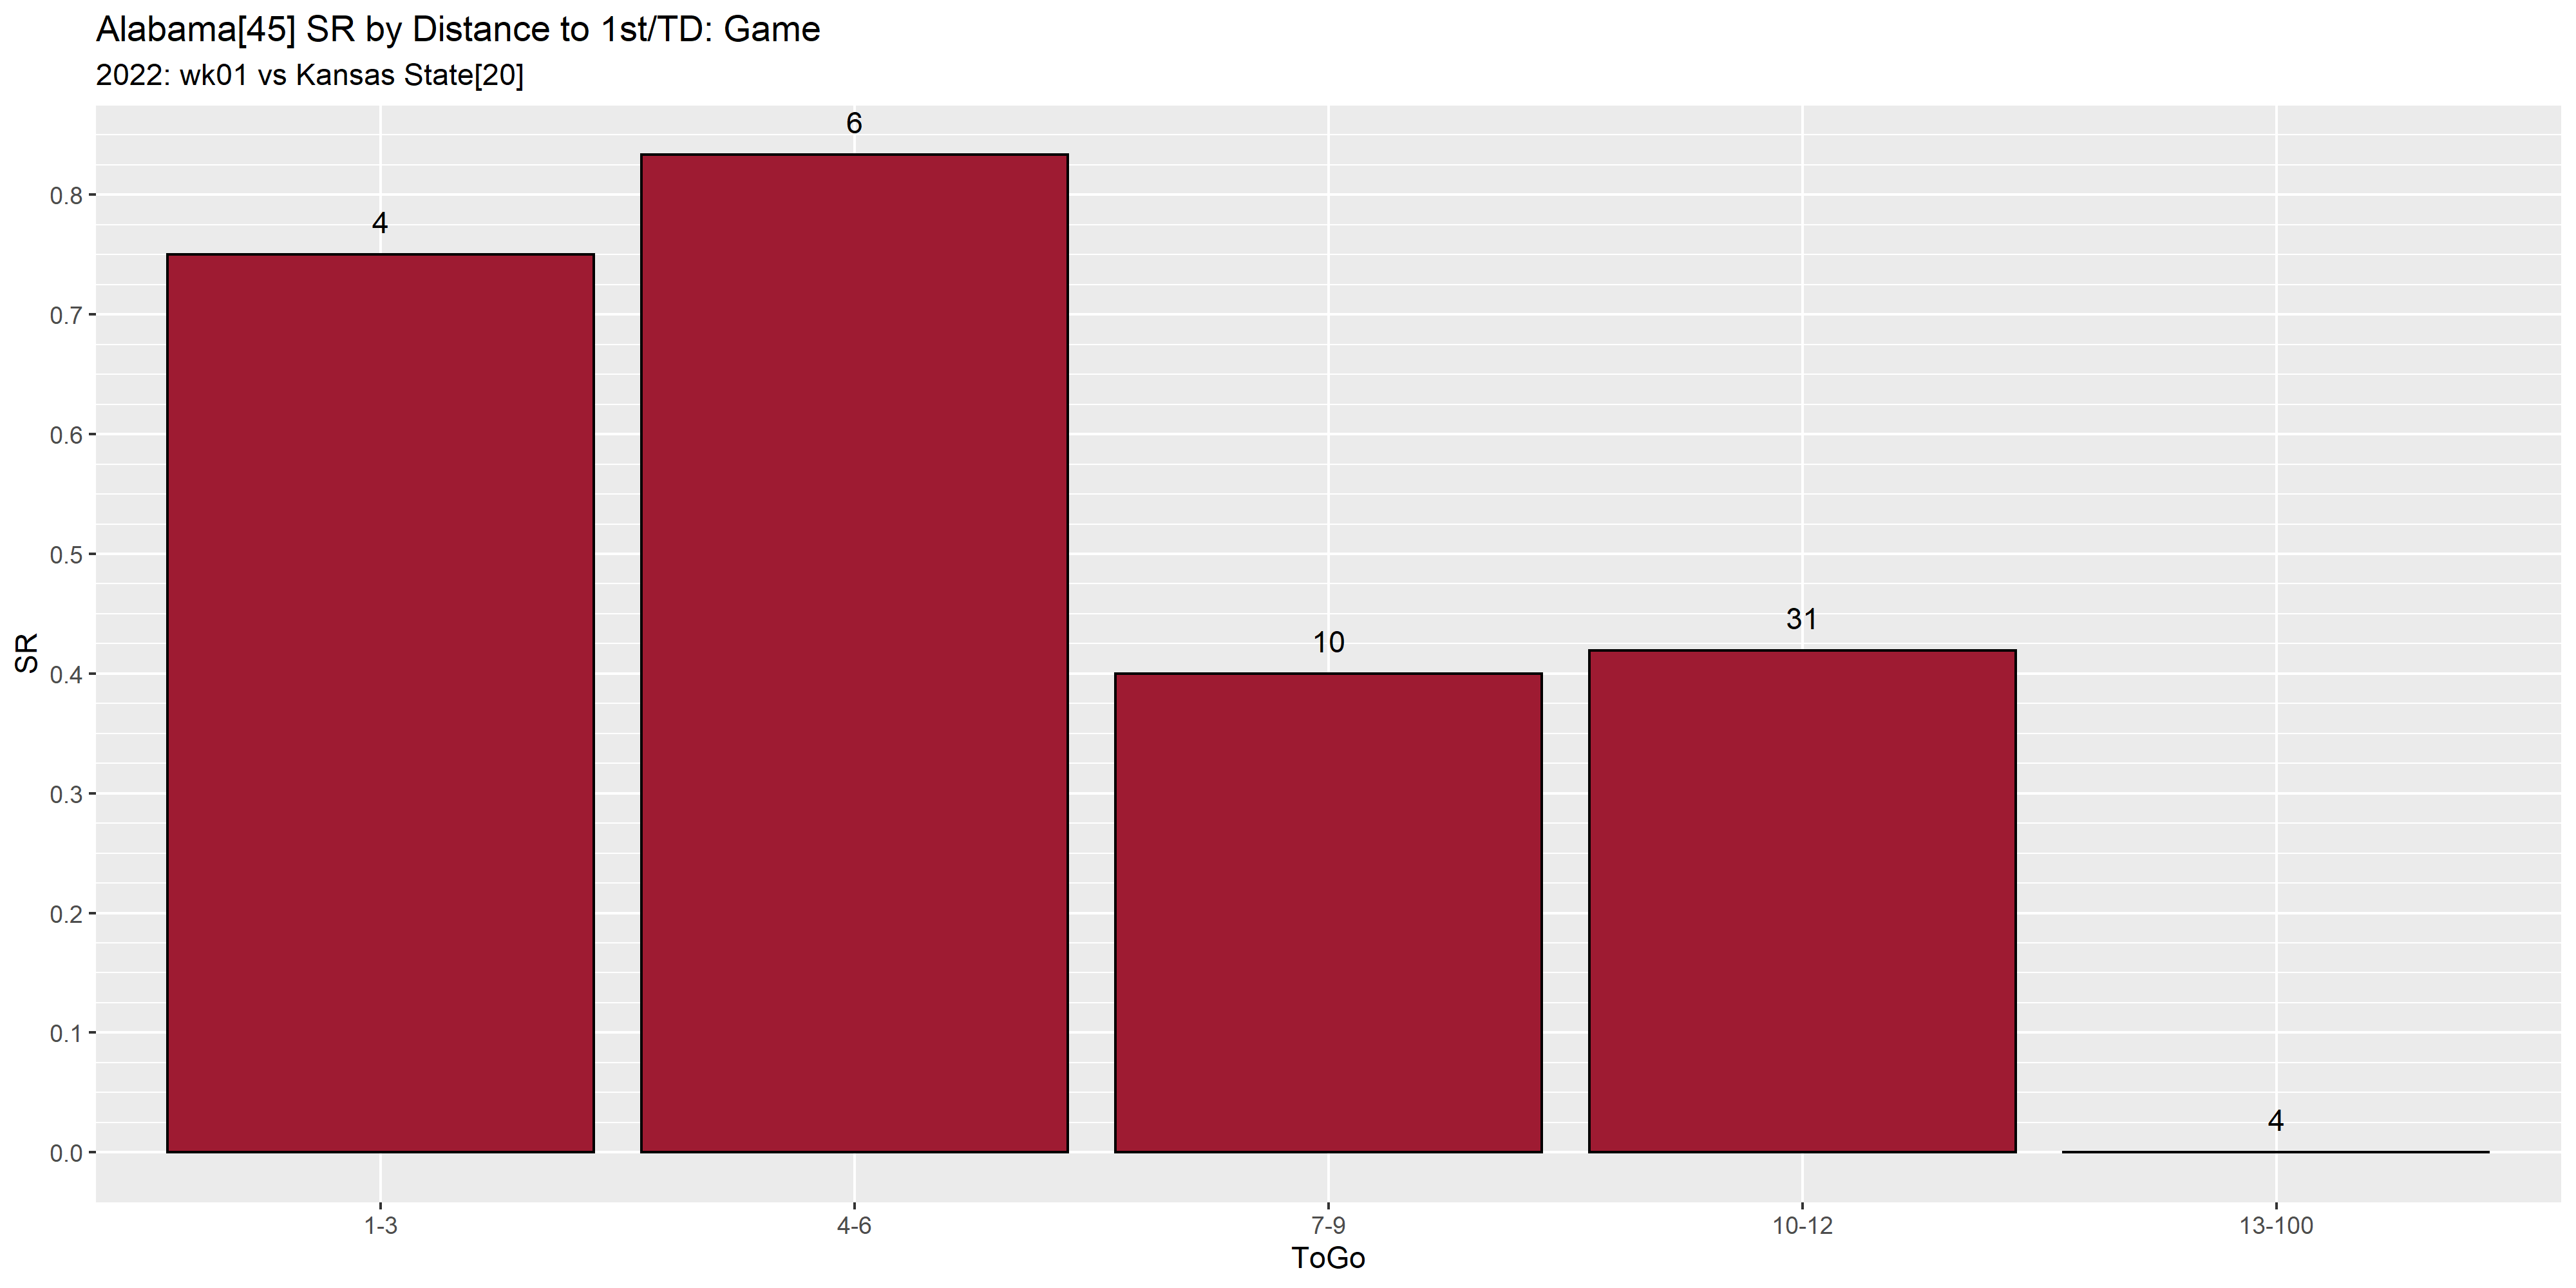 Alabama[45] SR by Distance to 1st/TD: Game
2022: wk01 vs Kansas State[20]
6
4
31
10
4
SR
0.8
0.7
0.6
0.5
0.4
0.3
0.2
0.1
0.0
1-3 4-6 7-9 10-12 13-100
ToGo